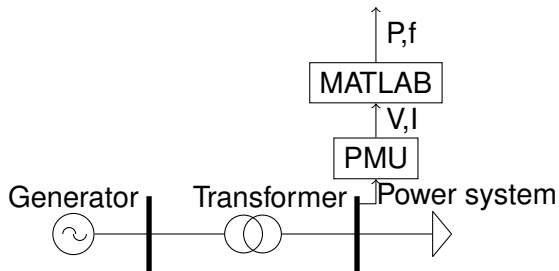 P,f
MATLAB
V,I
PMU
Generator
Transformer
Power system